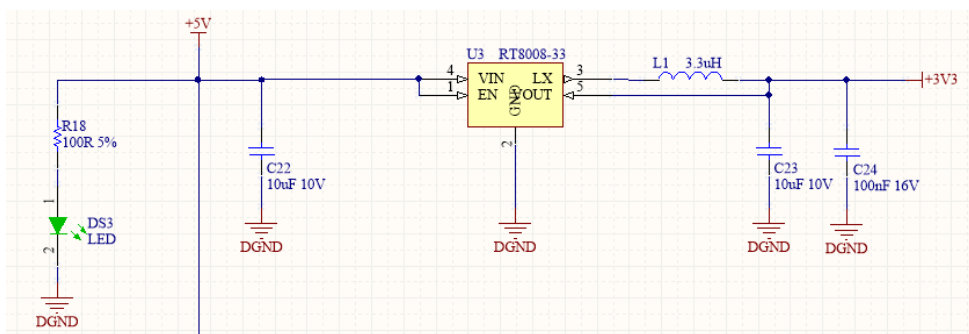 +5V
U3 RT8008-33
L1 3.3uH
4 VIN LX 3
1 EN VOUT 5
GND
2
+3V3
R18
100R 5%
C22
10uF 10V
C23
10uF 10V
C24
100nF 16V
1
DS3
LED
2
DGND
DGND
DGND
DGND
DGND